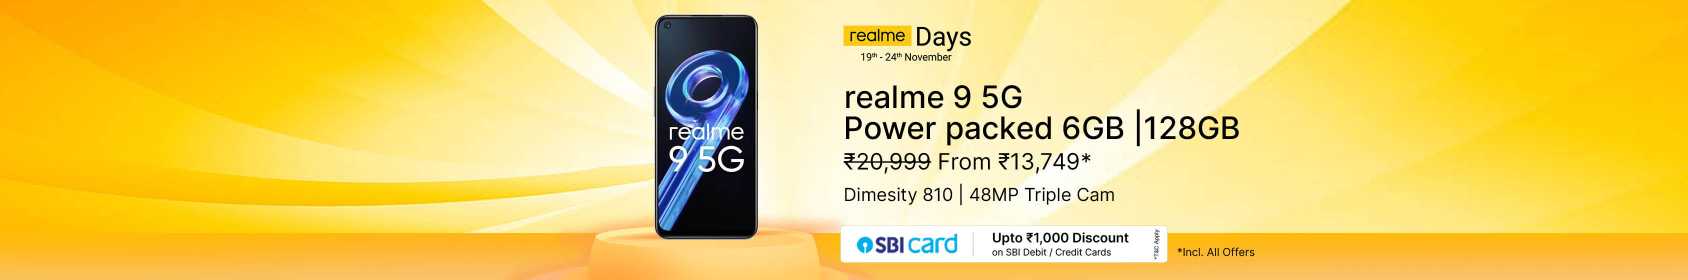 realme
9 5G
realme Days
19th - 24th November
realme 9 5G
Power packed 6GB |128GB
₹20,999 From ₹13,749*
Dimesity 810 | 48MP Triple Cam
SBI card
Upto ₹1,000 Discount
on SBI Debit / Credit Cards
*T&C Apply
*Incl. All Offers